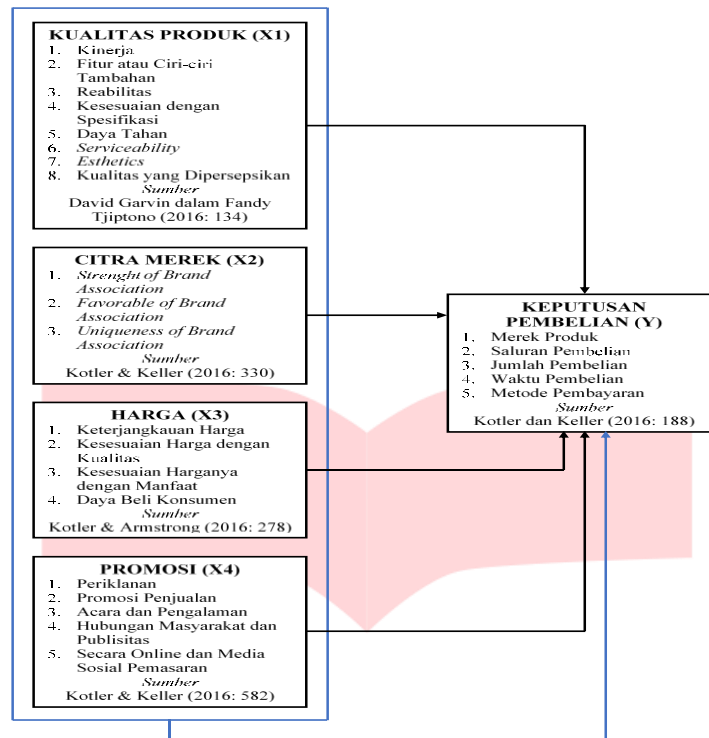 KUALITAS PRODUK (X1)
1. Kinerja
2. Fitur atau Ciri-ciri
Tambahan
3. Reabilitas
4. Kesesuaian dengan
Spesifikasi
5. Daya Tahan
6. Serviceability
7. Esthetics
8. Kualitas yang Dipersepsikan
Sumber
David Garvin dalam Fandy
Tjiptono (2016: 134)
CITRA MEREK (X2)
1. Strenght of Brand
Association
2. Favorable of Brand
Association
3. Uniqueness of Brand
Association
Sumber
Kotler & Keller (2016: 330)
HARGA (X3)
1. Keterjangkauan Harga
2. Kesesuaian Harga dengan
Kualitas
3. Kesesuaian Harganya
dengan Manfaat
4. Daya Beli Konsumen
Sumber
Kotler & Armstrong (2016: 278)
PROMOSI (X4)
1. Periklanan
2. Promosi Penjualan
3. Acara dan Pengalaman
4. Hubungan Masyarakat dan
Publisitas
5. Secara Online dan Media
Sosial Pemasaran
Sumber
Kotler & Keller (2016: 582)
KEPUTUSAN
PEMBELIAN (Y)
1. Merek Produk
2. Saluran Pembelian
3. Jumlah Pembelian
4. Waktu Pembelian
5. Metode Pembayaran
Sumber
Kotler dan Keller (2016: 188)